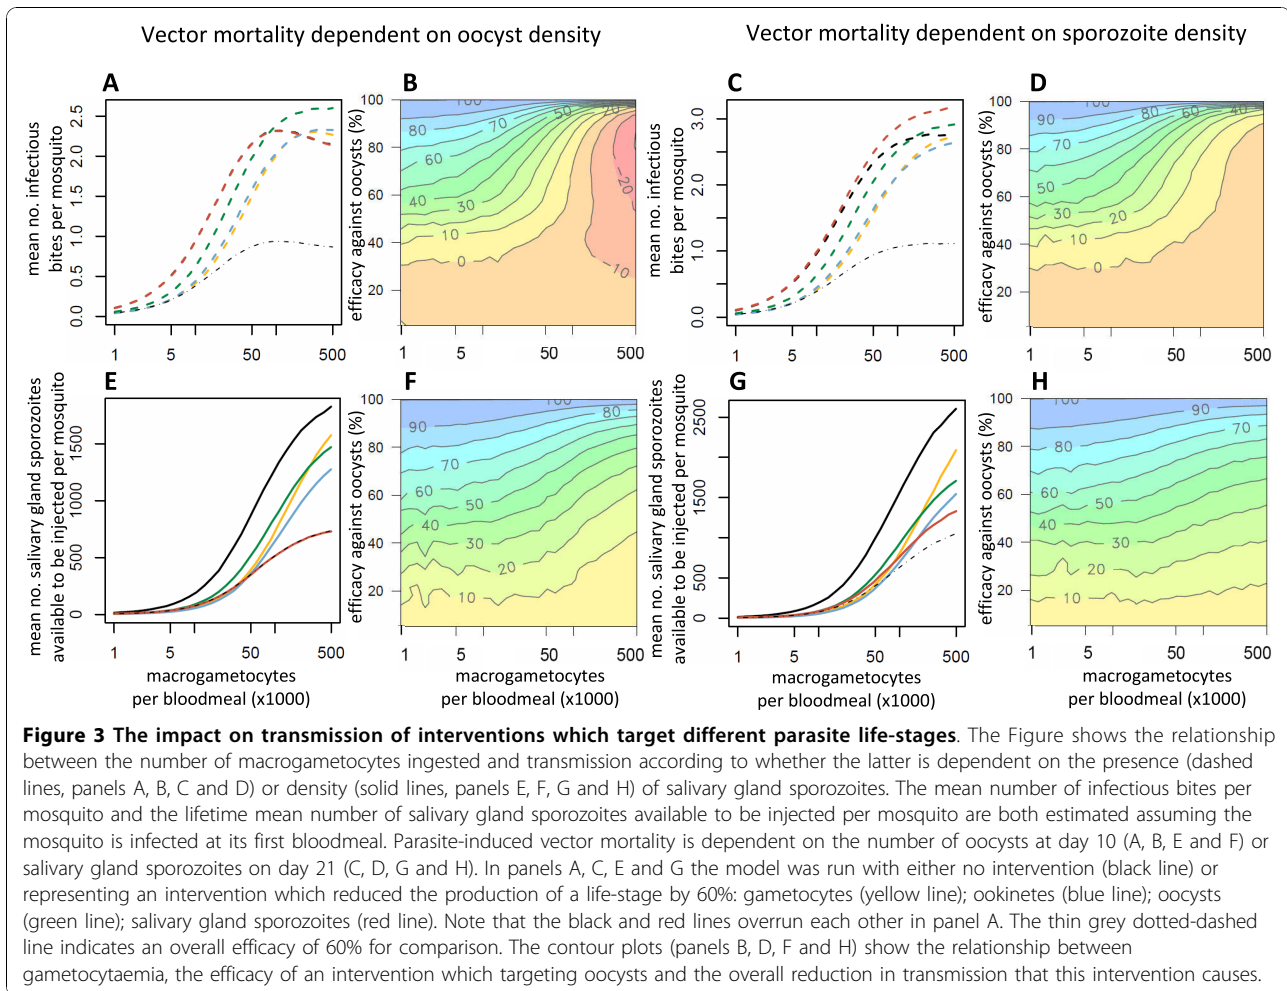 Vector mortality dependent on oocyst density
Vector mortality dependent on sporozoite density
A
mean no. infectious
bites per mosquito
0.0 0.5 1.0 1.5 2.0 2.5
1 5 50 500
B
efficacy against oocysts (%)
100
80
60
40
20
100
80
70
60
50
40
30
20
10
0
-20
-10
1 5 50 500
C
mean no. infectious
bites per mosquito
0.0 1.0 2.0 3.0
1 5 50 500
D
efficacy against oocysts (%)
100
80
60
40
20
100
90
80
70
60
50
40
30
20
10
0
1 5 50 500
E
mean no. salivary gland sporozoites
available to be injected per mosquito
0 500 1000 1500
1 5 50 500
macrogametocytes
per bloodmeal (x1000)
F
efficacy against oocysts (%)
100
80
60
40
20
100
90
80
70
60
50
40
30
20
10
1 5 50 500
G
mean no. salivary gland sporozoites
available to be injected per mosquito
0 500 1500 2500
1 5 50 500
H
efficacy against oocysts (%)
100
80
60
40
20
100
90
80
70
60
50
40
30
20
10
1 5 50 500
macrogametocytes
per bloodmeal (x1000)
Figure 3 The impact on transmission of interventions which target different parasite life-stages. The Figure shows the relationship
between the number of macrogametocytes ingested and transmission according to whether the latter is dependent on the presence (dashed
lines, panels A, B, C and D) or density (solid lines, panels E, F, G and H) of salivary gland sporozoites. The mean number of infectious bites per
mosquito and the lifetime mean number of salivary gland sporozoites available to be injected per mosquito are both estimated assuming the
mosquito is infected at its first bloodmeal. Parasite-induced vector mortality is dependent on the number of oocysts at day 10 (A, B, E and F) or
salivary gland sporozoites on day 21 (C, D, G and H). In panels A, C, E and G the model was run with either no intervention (black line) or
representing an intervention which reduced the production of a life-stage by 60%: gametocytes (yellow line); ookinetes (blue line); oocysts
(green line); salivary gland sporozoites (red line). Note that the black and red lines overrun each other in panel A. The thin grey dotted-dashed
line indicates an overall efficacy of 60% for comparison. The contour plots (panels B, D, F and H) show the relationship between
gametocytaemia, the efficacy of an intervention which targeting oocysts and the overall reduction in transmission that this intervention causes.